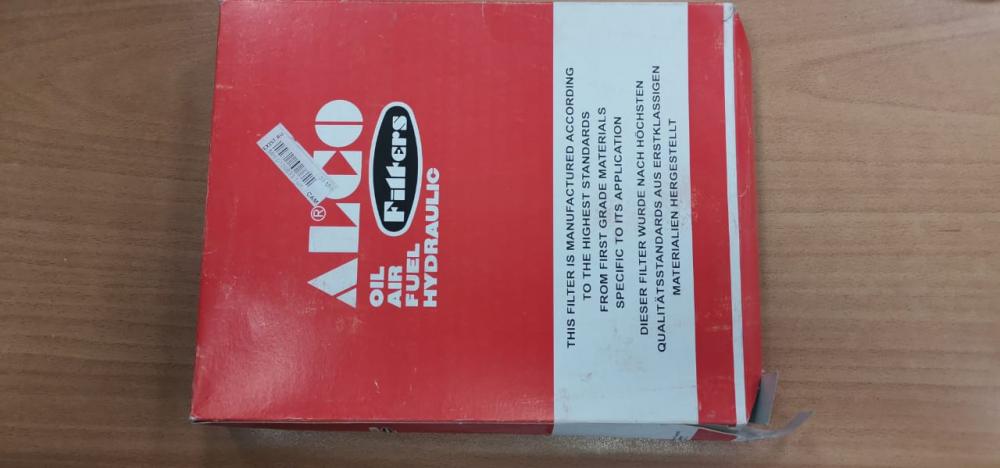 ALCO
®
Filters
OIL
AIR
FUEL
HYDRAULIC
THIS FILTER IS MANUFACTURED ACCORDING
TO THE HIGHEST STANDARDS
FROM FIRST GRADE MATERIALS
SPECIFIC TO ITS APPLICATION
DIESER FILTER WURDE NACH HÖCHSTEN
QUALITÄTSSTANDARDS AUS ERSTKLASSIGEN
MATERIALIEN HERGESTELLT